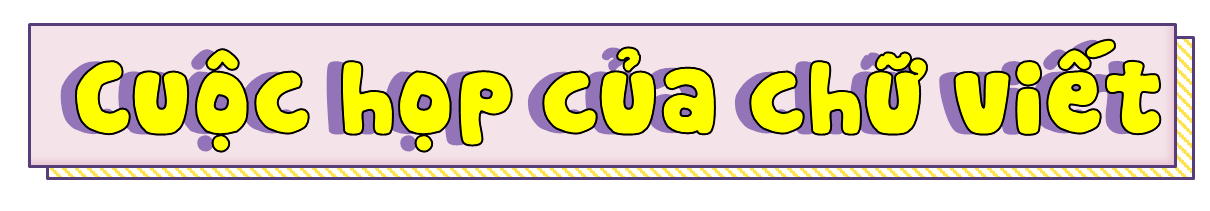 Cuộc họp của chữ viết